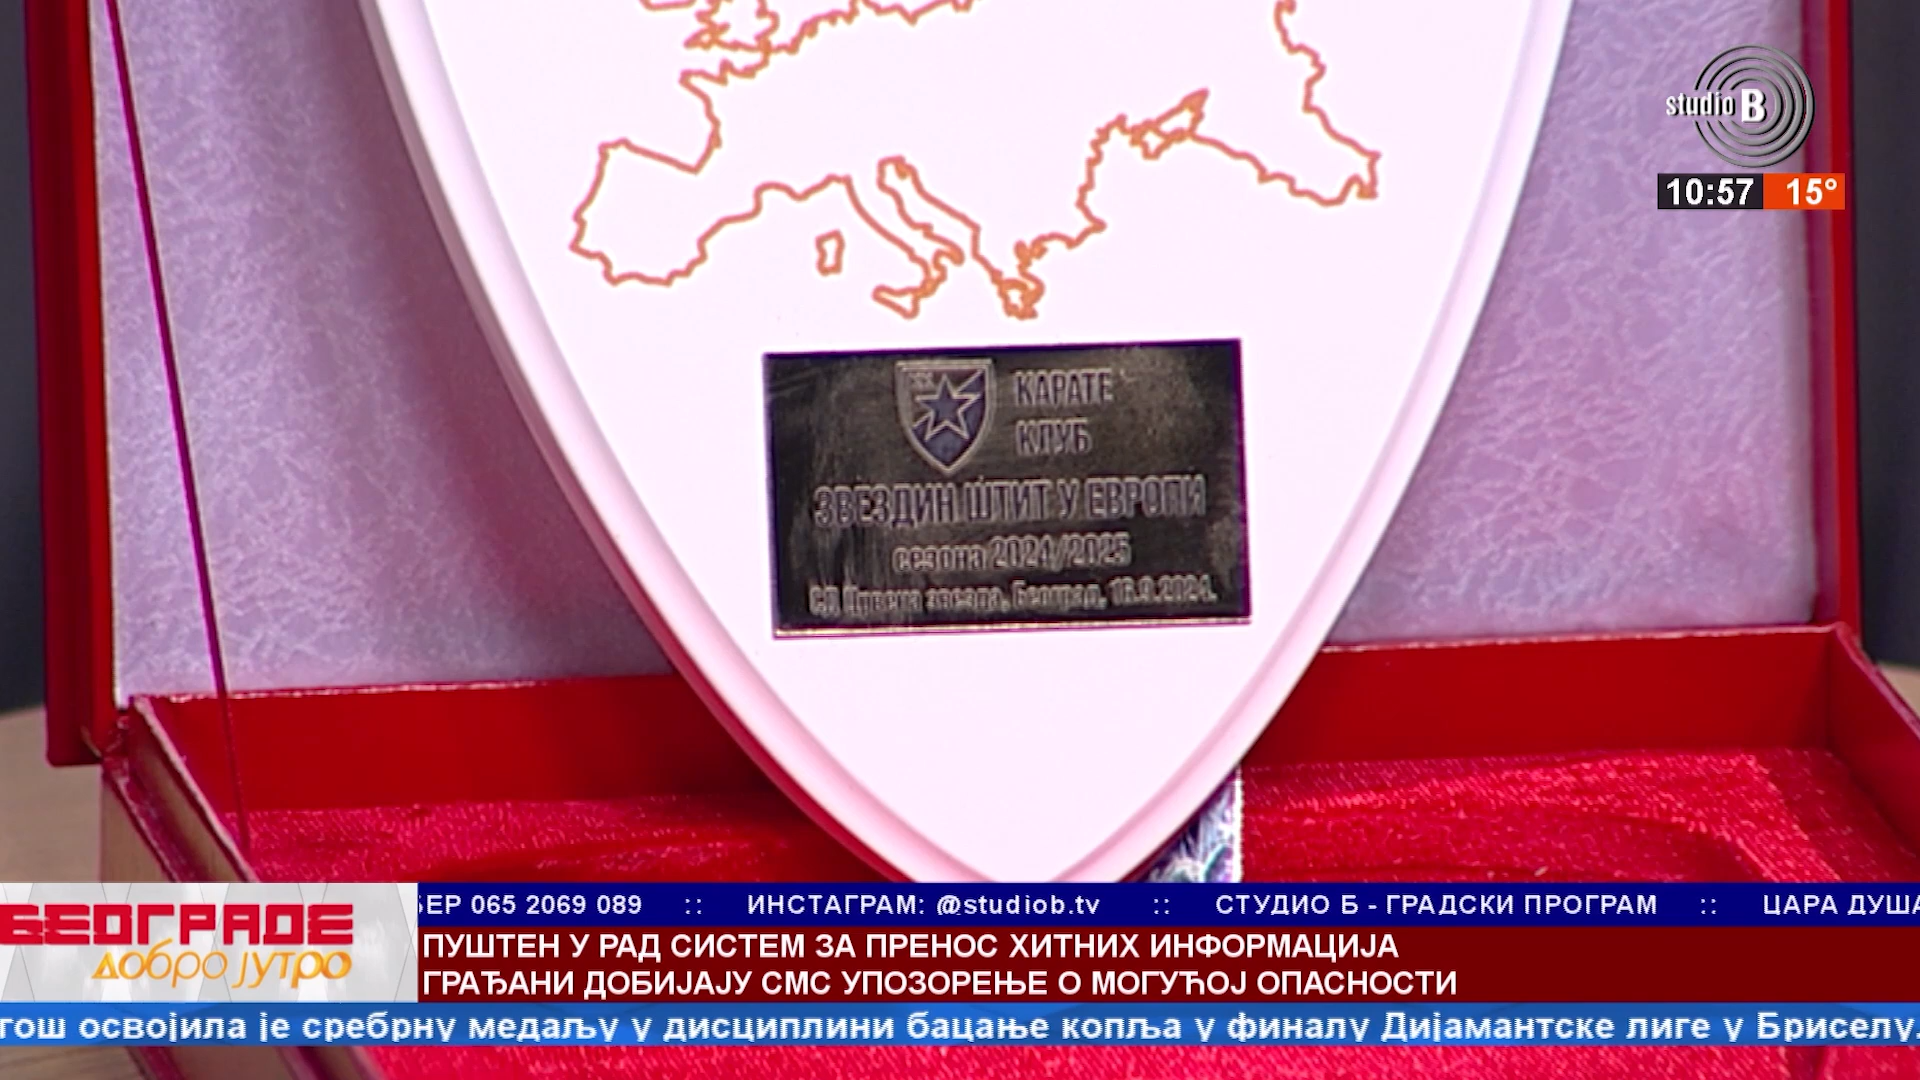 studio B
10:57 15°
КАРАТЕ
КЛУБ
ЗВЕЗДИН ШТИТ У ЕВРОПИ
сезона 2024/2025
СД Црвена звезда, Београд, 16.9.2024.
БЕР 065 2069 089 :: ИНСТАГРАМ: @studiob.tv :: СТУДИО Б - ГРАДСКИ ПРОГРАМ :: ЦАРА ДУША
БЕОГРАДЕ
добро јутро
ПУШТЕН У РАД СИСТЕМ ЗА ПРЕНОС ХИТНИХ ИНФОРМАЦИЈА
ГРАЂАНИ ДОБИЈАЈУ СМС УПОЗОРЕЊЕ О МОГУЋОЈ ОПАСНОСТИ
гош освојила је сребрну медаљу у дисциплини бацање копља у финалу Дијамантске лиге у Бриселу.